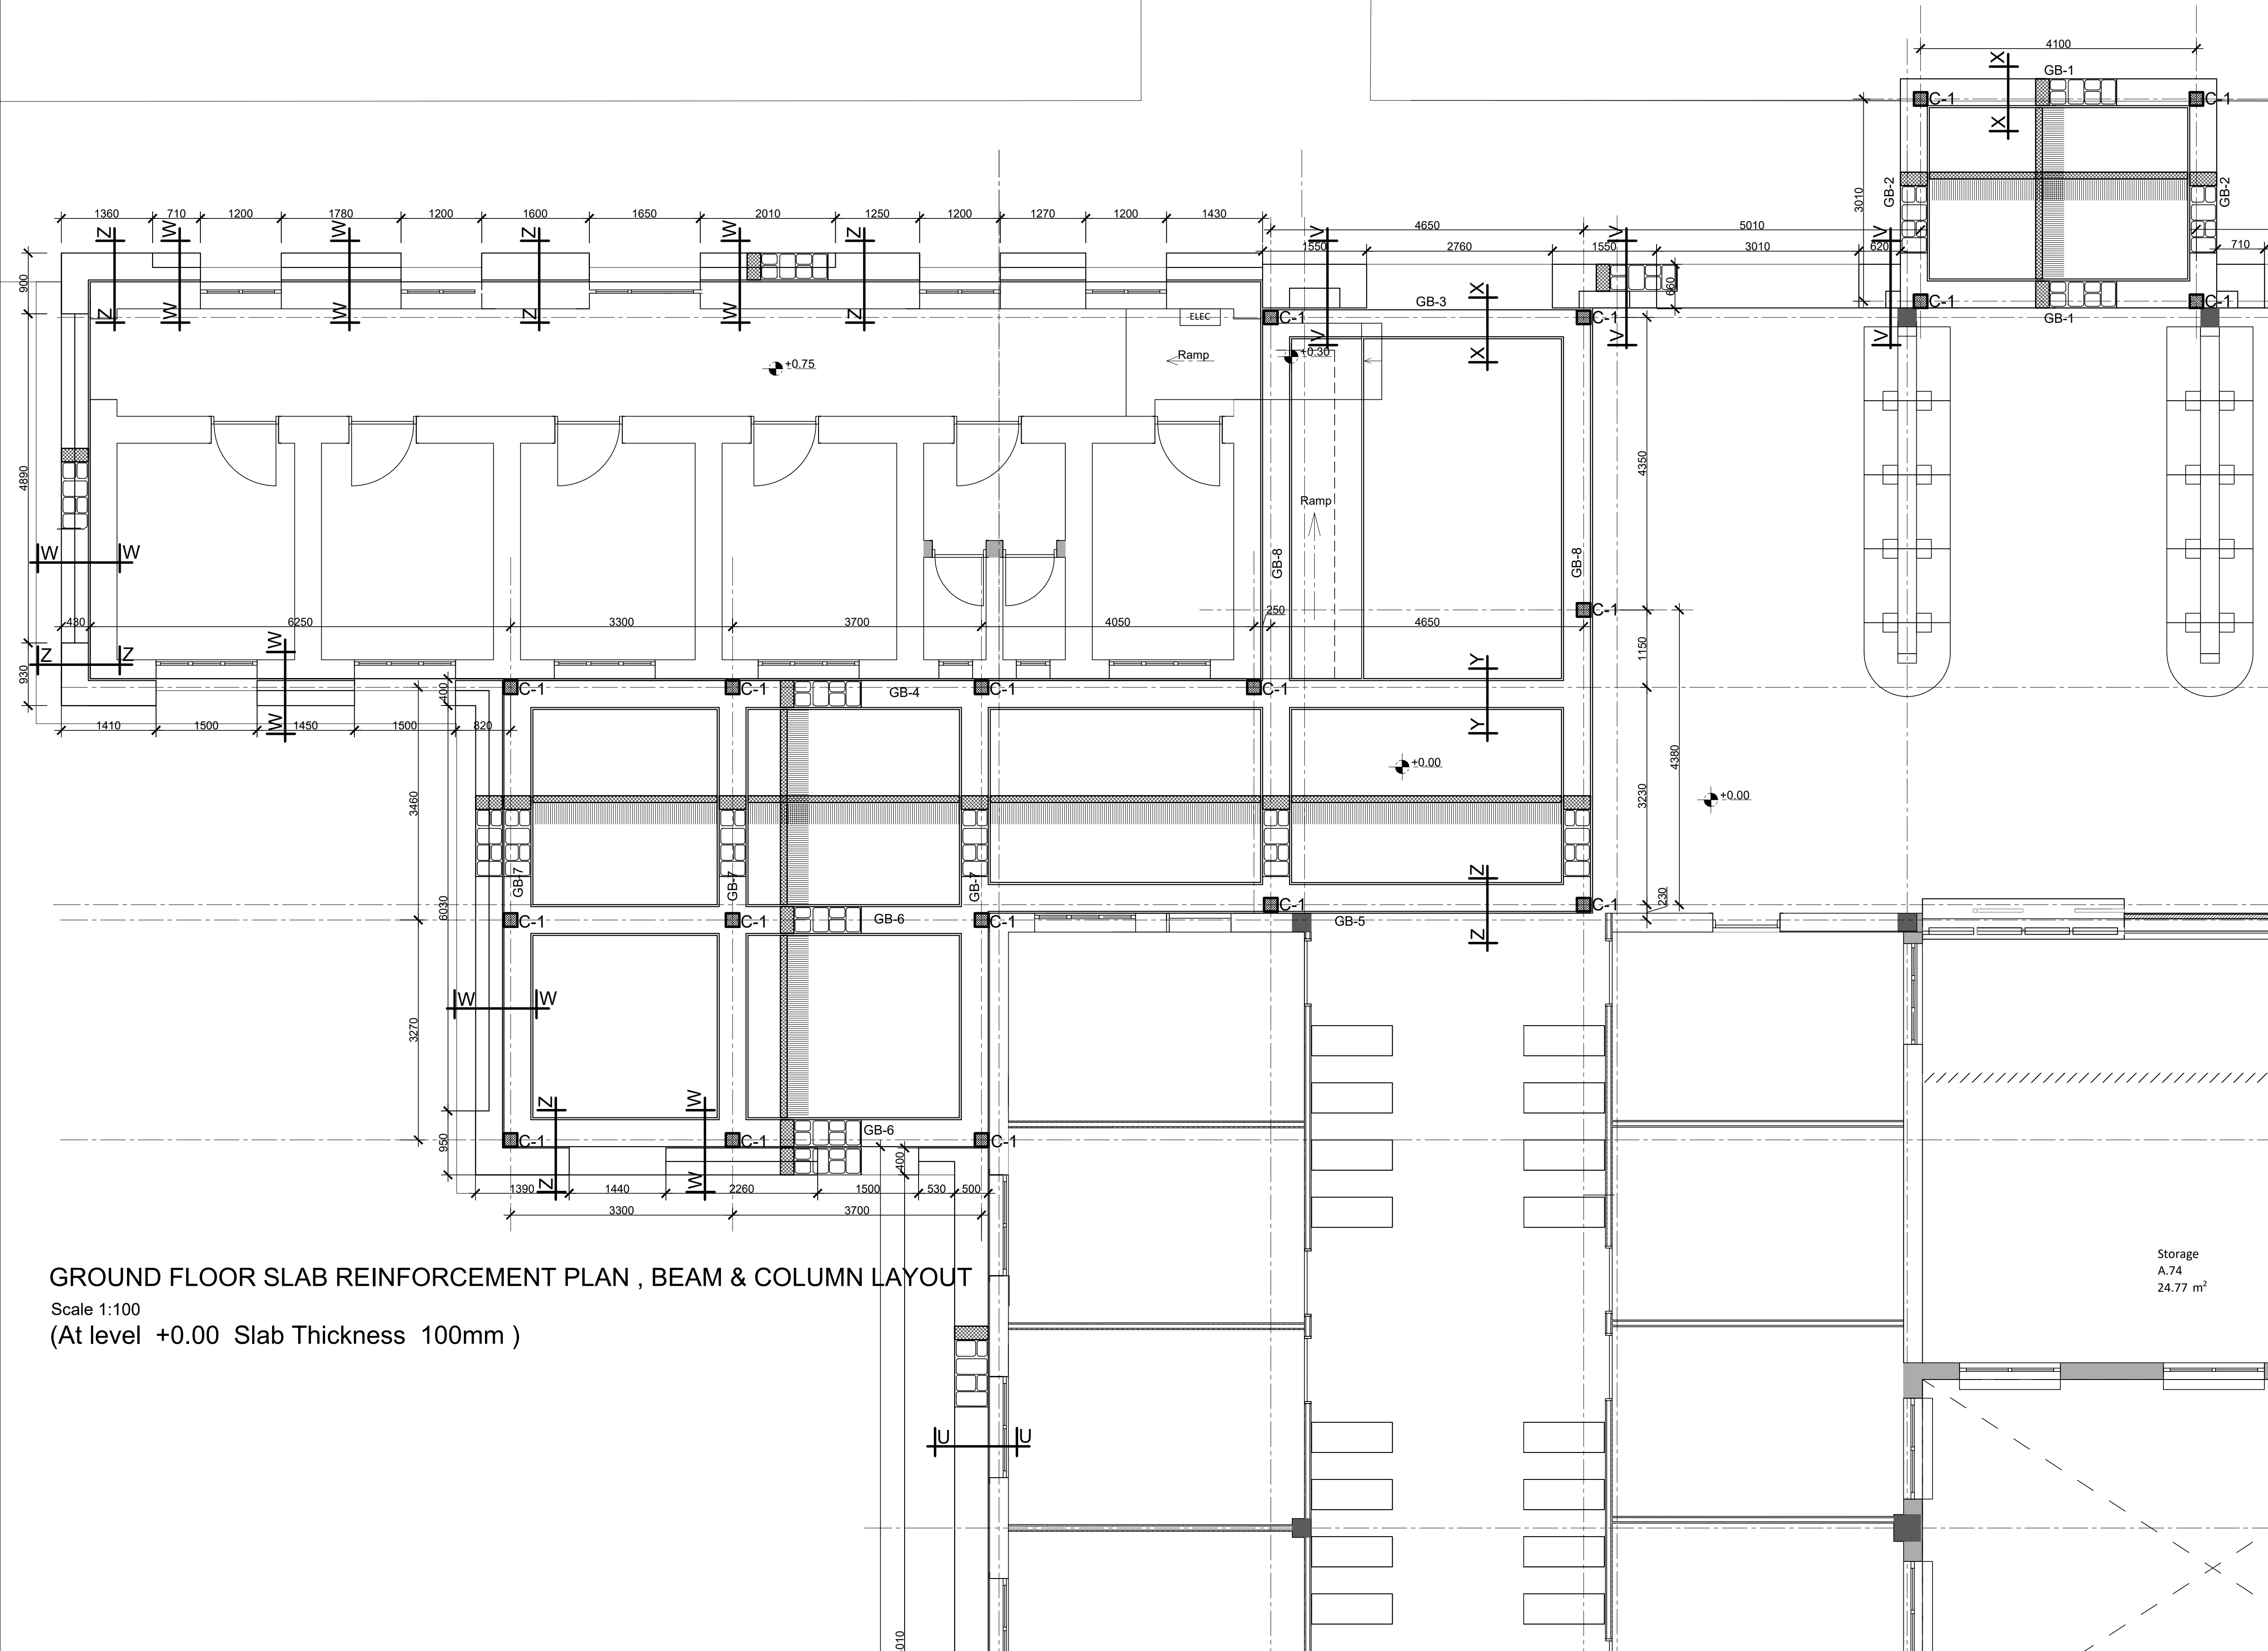 4100
GB-1
X
C-1
C-1
X
3010
GB-2
GB-2
1360
710
1200
1780
1200
1600
1650
2010
1250
1200
1270
1200
1430
4650
5010
1550
2760
1550
3010
620
710
Z
W
W
Z
W
Z
V
V
V
900
660
GB-3
X
C-1
C-1
C-1
C-1
GB-1
ELEC
Z
W
W
Z
W
Z
V
V
V
X
Ramp
+0.30
+0.75
4890
4350
Ramp
W
W
GB-8
GB-8
C-1
250
430
6250
3300
3700
4050
4650
W
1150
Z
Z
Y
930
400
C-1
C-1
GB-4
C-1
C-1
1410
1500
1450
1500
820
W
Y
+0.00
4380
+0.00
3460
3230
Z
GB-7
GB-7
GB-7
6030
230
C-1
C-1
C-1
C-1
GB-6
C-1
GB-5
Z
W
W
3270
Z
W
C-1
C-1
GB-6
C-1
950
400
Z
W
1390
1440
2260
1500
530
500
3300
3700
GROUND FLOOR SLAB REINFORCEMENT PLAN , BEAM & COLUMN LAYOUT
Scale 1:100
(At level +0.00 Slab Thickness 100mm )
Storage
A.74
24.77 m²
U
U